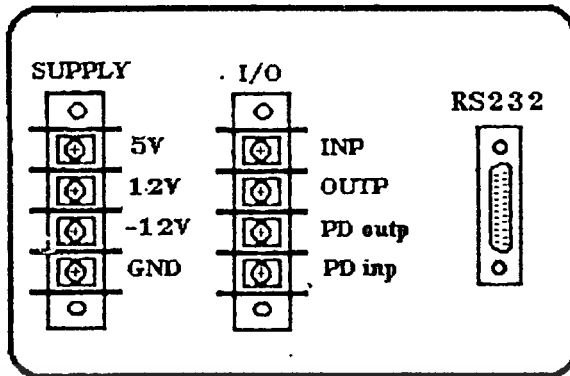 SUPPLY
5V
12V
-12V
GND
I/O
INP
OUTP
PD outp
PD inp
RS232